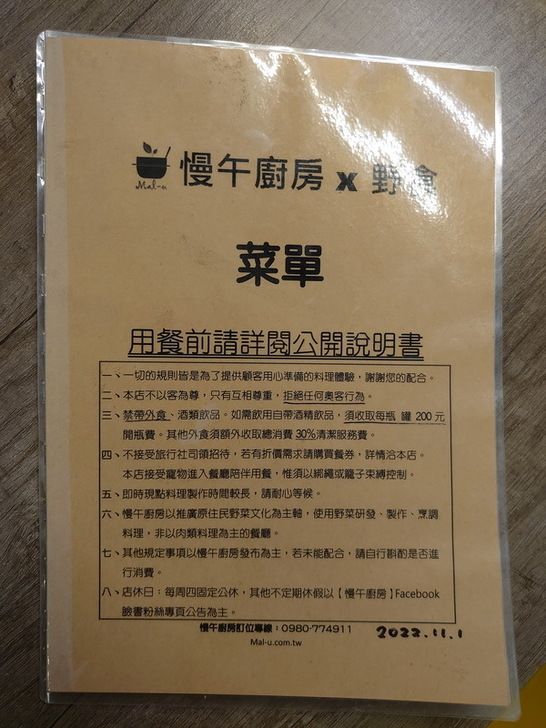 慢午廚房 x 野倉
Mal-u
菜單
用餐前請詳閱公開說明書
一、一切的規則皆是為了提供顧客用心準備的料理體驗，謝謝您的配合。
二、本店不以客為尊，只有互相尊重，拒絕任何奧客行為。
三、禁帶外食、酒類飲品。如需飲用自帶酒精飲品，須收取每瓶 罐 200 元
開瓶費。其他外食須額外收取總消費 30%清潔服務費。
四、不接受旅行社司領招待，若有折價需求請購買餐券，詳情洽本店。
本店接受寵物進入餐廳陪伴用餐，惟須以綁繩或籠子束縛控制。
五、即時現點料理製作時間較長，請耐心等候。
六、慢午廚房以推廣原住民野菜文化為主軸，使用野菜研發、製作、烹調
料理，非以肉類料理為主的餐廳。
七、其他規定事項以慢午廚房發布為主，若未能配合，請自行斟酌是否進
行消費。
八、店休日：每周四固定公休，其他不定期休假以【慢午廚房】Facebook
臉書粉絲專頁公告為主。
慢午廚房訂位專線：0980-774911
Mal-u.com.tw
2022.11.1